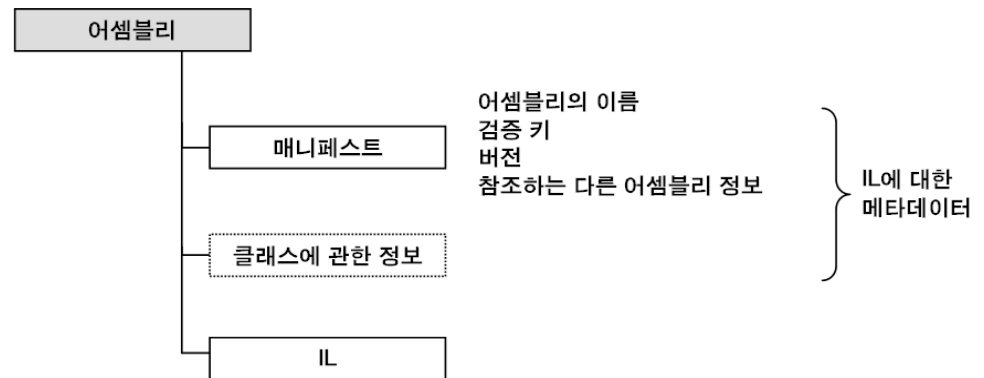 어셈블리
매니페스트
어셈블리의 이름
검증 키
버전
참조하는 다른 어셈블리 정보
IL에 대한
메타데이터
클래스에 관한 정보
IL